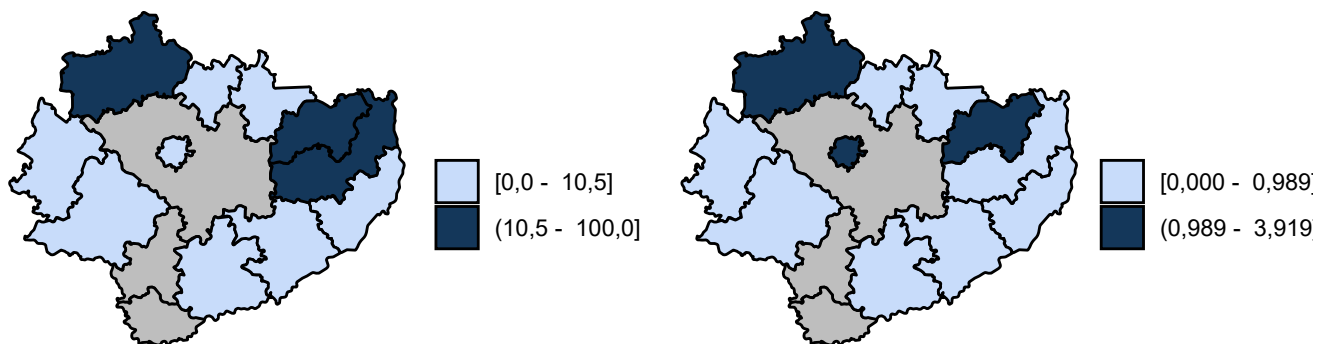 [0,0 - 10,5]
(10,5 - 100,0]
[0,000 - 0,989]
(0,989 - 3,919]